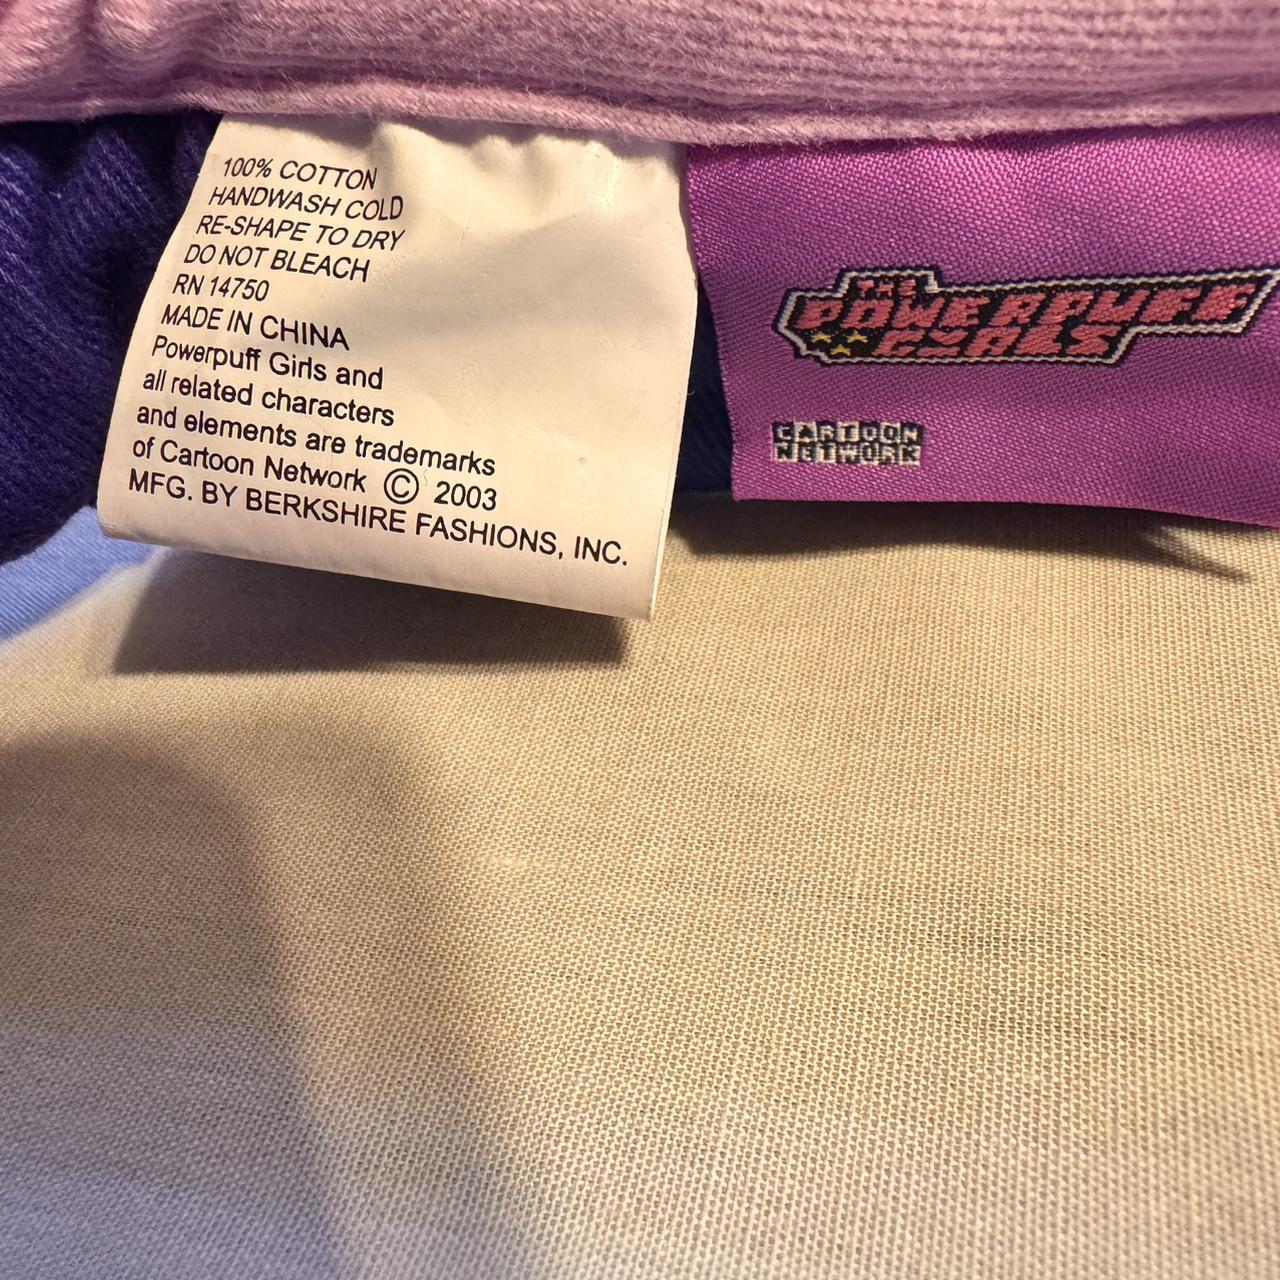 100% COTTON
HANDWASH COLD
RE-SHAPE TO DRY
DO NOT BLEACH
RN 14750
MADE IN CHINA
Powerpuff Girls and
all related characters
and elements are trademarks
of Cartoon Network © 2003
MFG. BY BERKSHIRE FASHIONS, INC.
THE
POWERPUFF
GIRLS
CARTOON
NETWORK